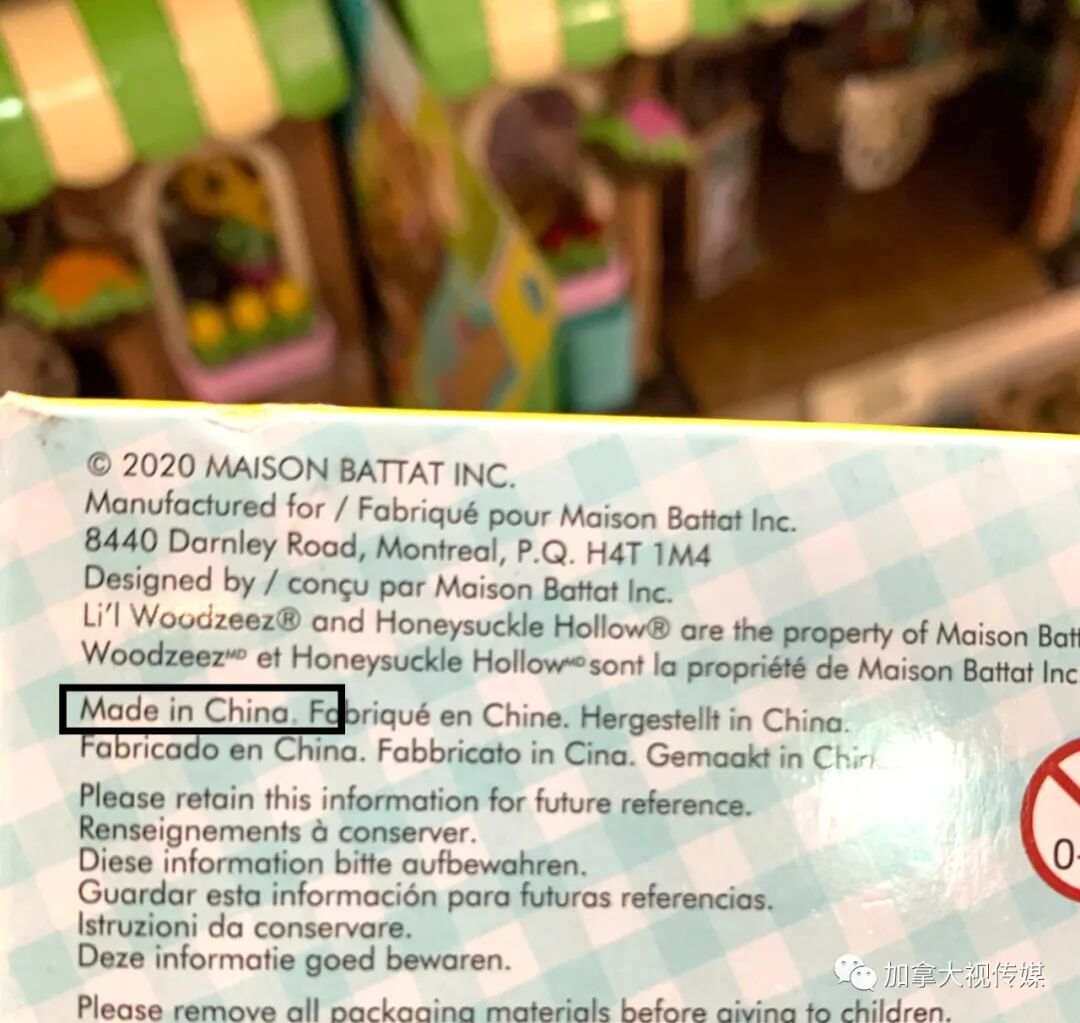 © 2020 MAISON BATTAT INC.
Manufactured for / Fabriqué pour Maison Battat Inc.
8440 Darnley Road, Montreal, P.Q. H4T 1M4
Designed by / conçu par Maison Battat Inc.
Li'l Woodzeez® and Honeysuckle Hollow® are the property of Maison
Woodzeez MD et Honeysuckle Hollow MD sont la propriété de Maison Battat Inc
Made in China. Fabriqué en Chine. Hergestellt in China.
Fabricado en China. Fabbricato in Cina. Gemaakt in
Please retain this information for future reference.
Renseignements à conserver.
Diese information bitte aufbewahren.
Guardar esta información para futuras referencias.
Istruzioni da conservare.
Deze informatie goed bewaren.
Please remove all packaging materials before giving to children.
0-
加拿大视传媒